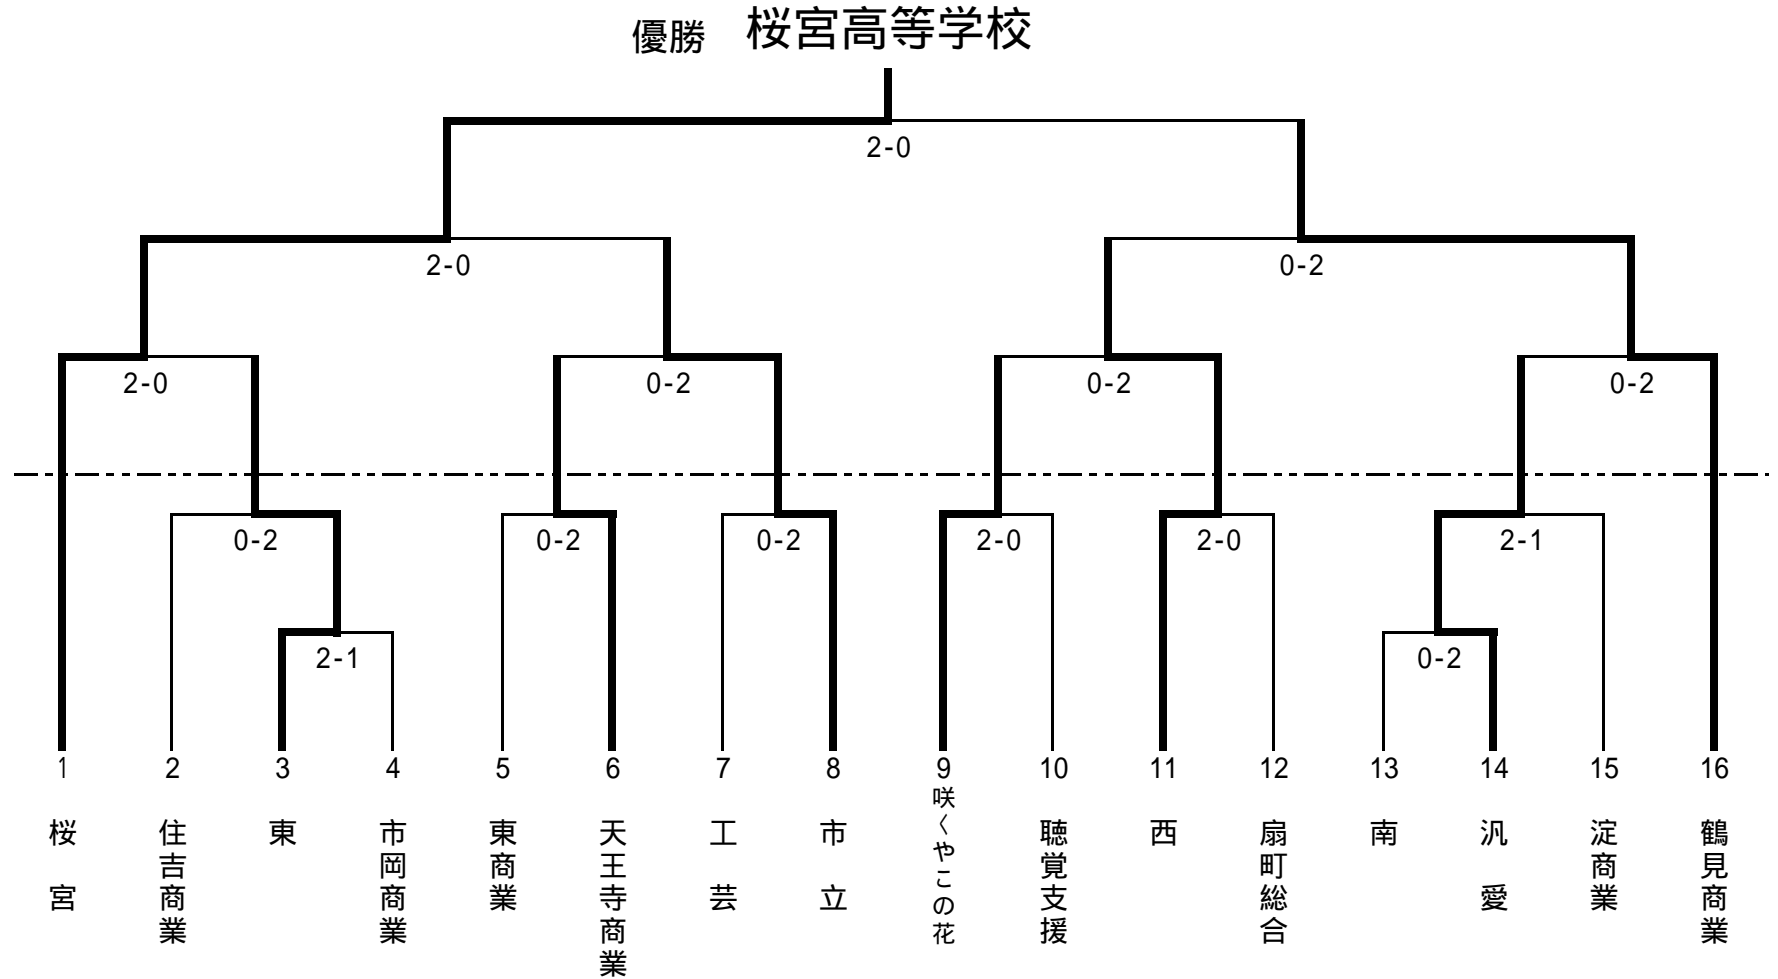 優勝 桜宮高等学校
2-0
2-0
0-2
2-0
0-2
0-2
0-2
0-2
0-2
0-2
2-0
2-0
2-1
2-1
0-2
1
2
3
4
5
6
7
8
9
10
11
12
13
14
15
16
桜宮
住吉商業
東
市岡商業
東商業
天王寺商業
工芸
市立
咲くやこの花
聴覚支援
西
扇町総合
南
汎愛
淀商業
鶴見商業